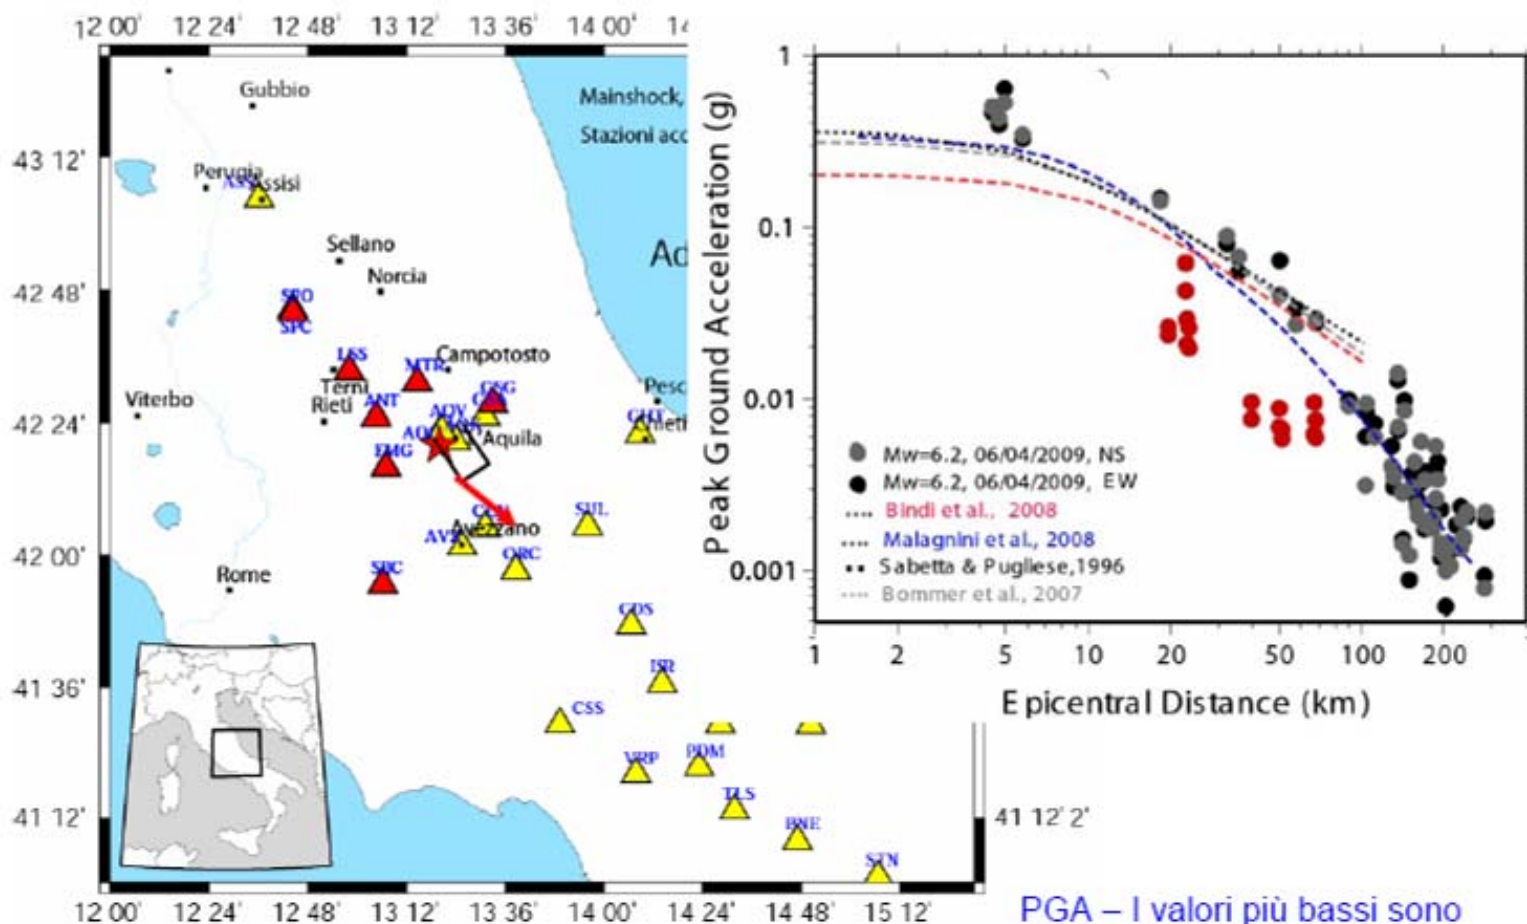 12 00' 12 24' 12 48' 13 12' 13 36' 14 00'
43 12'
42 48'
42 24'
42 00'
41 36'
41 12'
Gubbio
Perugia
Assisi
Sellano
Norcia
SPO
SPC
LSS
MTR
Campotosto
Terni
Rieti
ANT
GSG
Viterbo
AQV
Aquila
FMG
CHT
Pesc
hieti
Mainshock,
Stazioni acc
Ad
SUL
Avezzano
AVZ
ORC
SBC
Rome
CDS
ISR
CSS
VRP
PDM
TLS
BNE
STN
41 12' 2'
12 00' 12 24' 12 48' 13 12' 13 36' 14 00' 14 24' 14 48' 15 12'
Peak Ground Acceleration (g)
1
0.1
0.01
0.001
Mw=6.2, 06/04/2009, NS
Mw=6.2, 06/04/2009, EW
Bindi et al., 2008
Malagnini et al., 2008
Sabetta & Pugliese,1996
Bommer et al., 2007
1 2 5 10 20 50 100 200
Epicentral Distance (km)
PGA – I valori più bassi sono